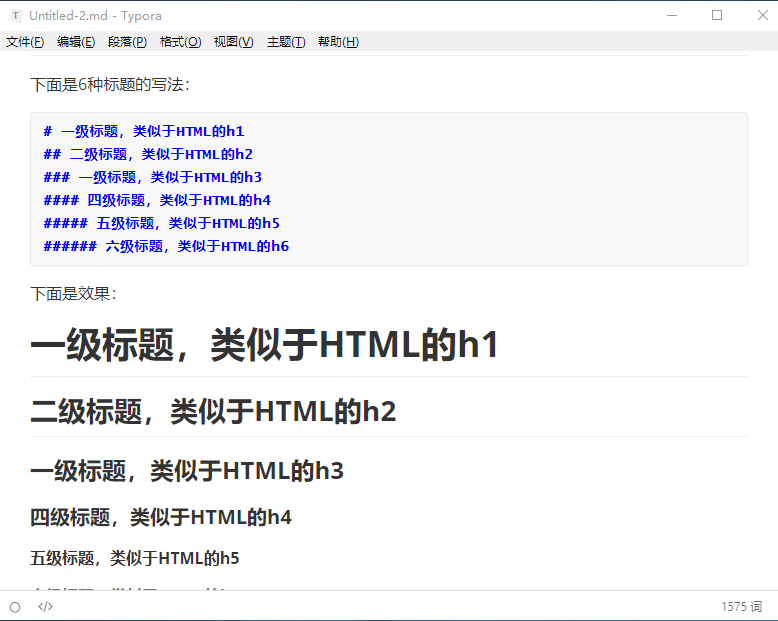 Untitled-2.md - Typora
文件(F) 编辑(E) 段落(P) 格式(O) 视图(V) 主题(T) 帮助(H)
下面是6种标题的写法：
# 一级标题，类似于HTML的h1
## 二级标题，类似于HTML的h2
### 一级标题，类似于HTML的h3
#### 四级标题，类似于HTML的h4
##### 五级标题，类似于HTML的h5
###### 六级标题，类似于HTML的h6
下面是效果：
一级标题，类似于HTML的h1
二级标题，类似于HTML的h2
一级标题，类似于HTML的h3
四级标题，类似于HTML的h4
五级标题，类似于HTML的h5
</> 1575 词